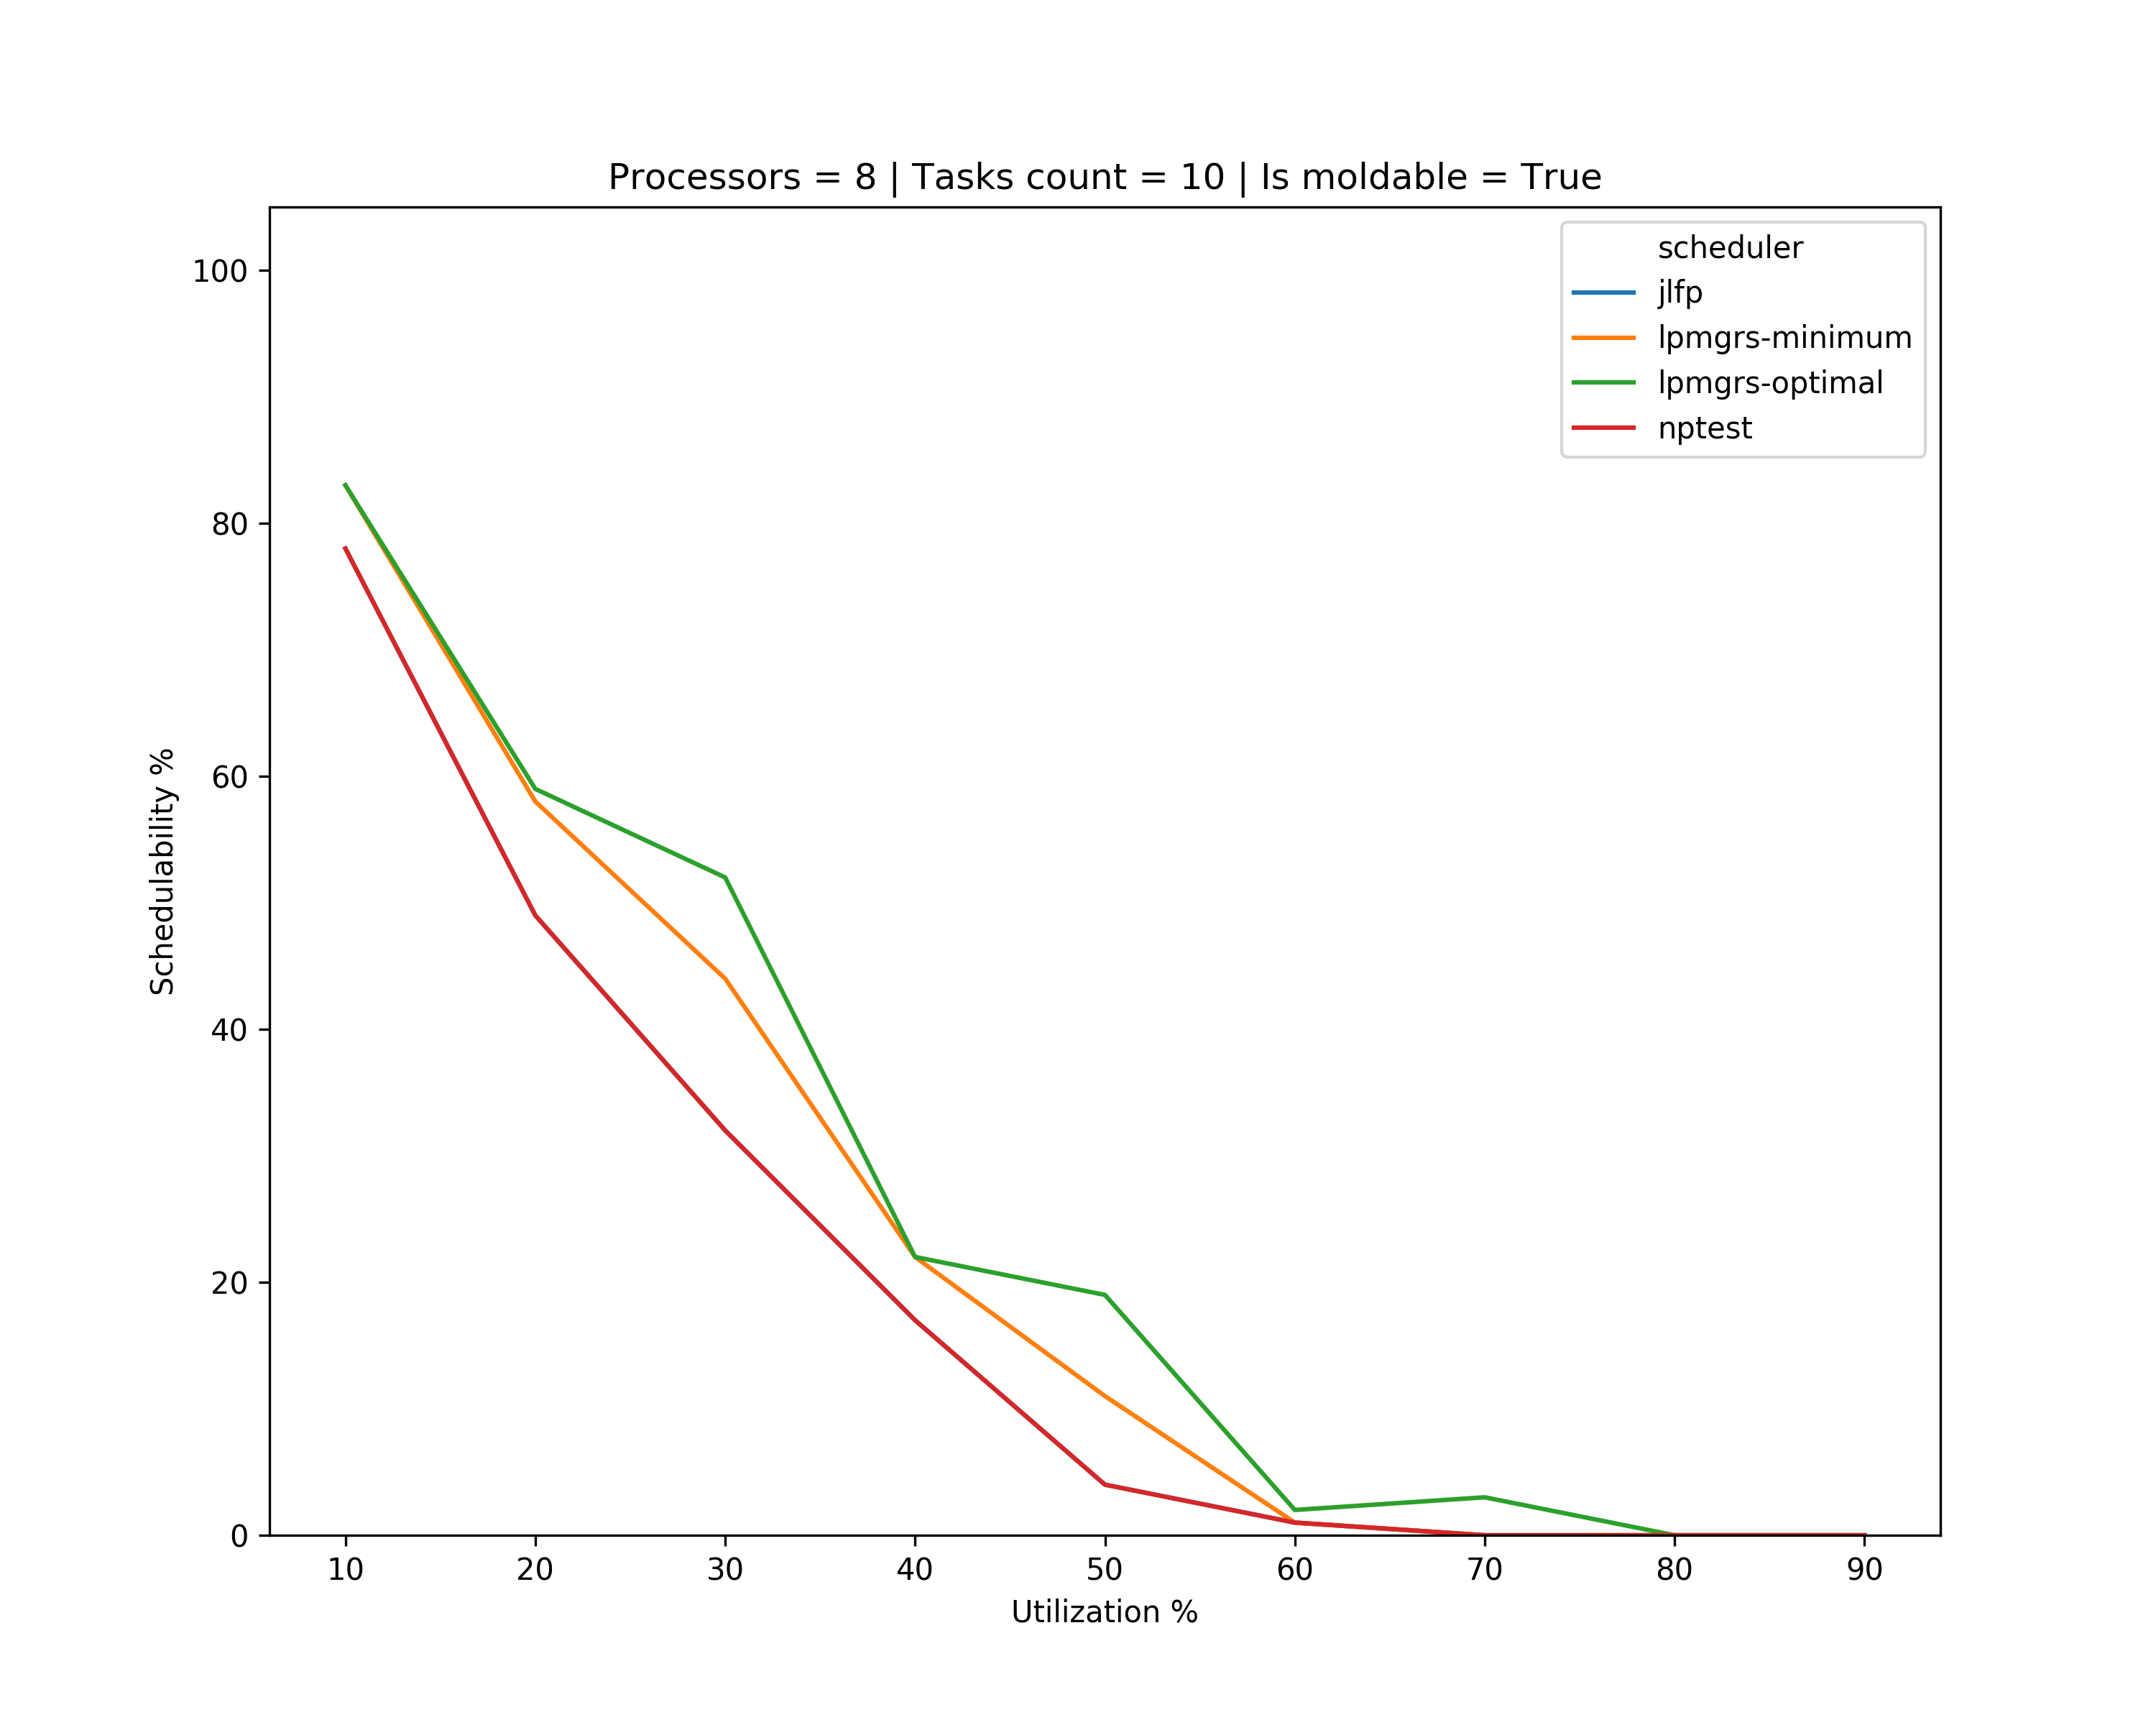 Processors = 8 | Tasks count = 10 | Is moldable = True
scheduler
jlfp
lpmgrs-minimum
lpmgrs-optimal
nptest
100
80
60
40
20
0
Schedulability %
10 20 30 40 50 60 70 80 90
Utilization %